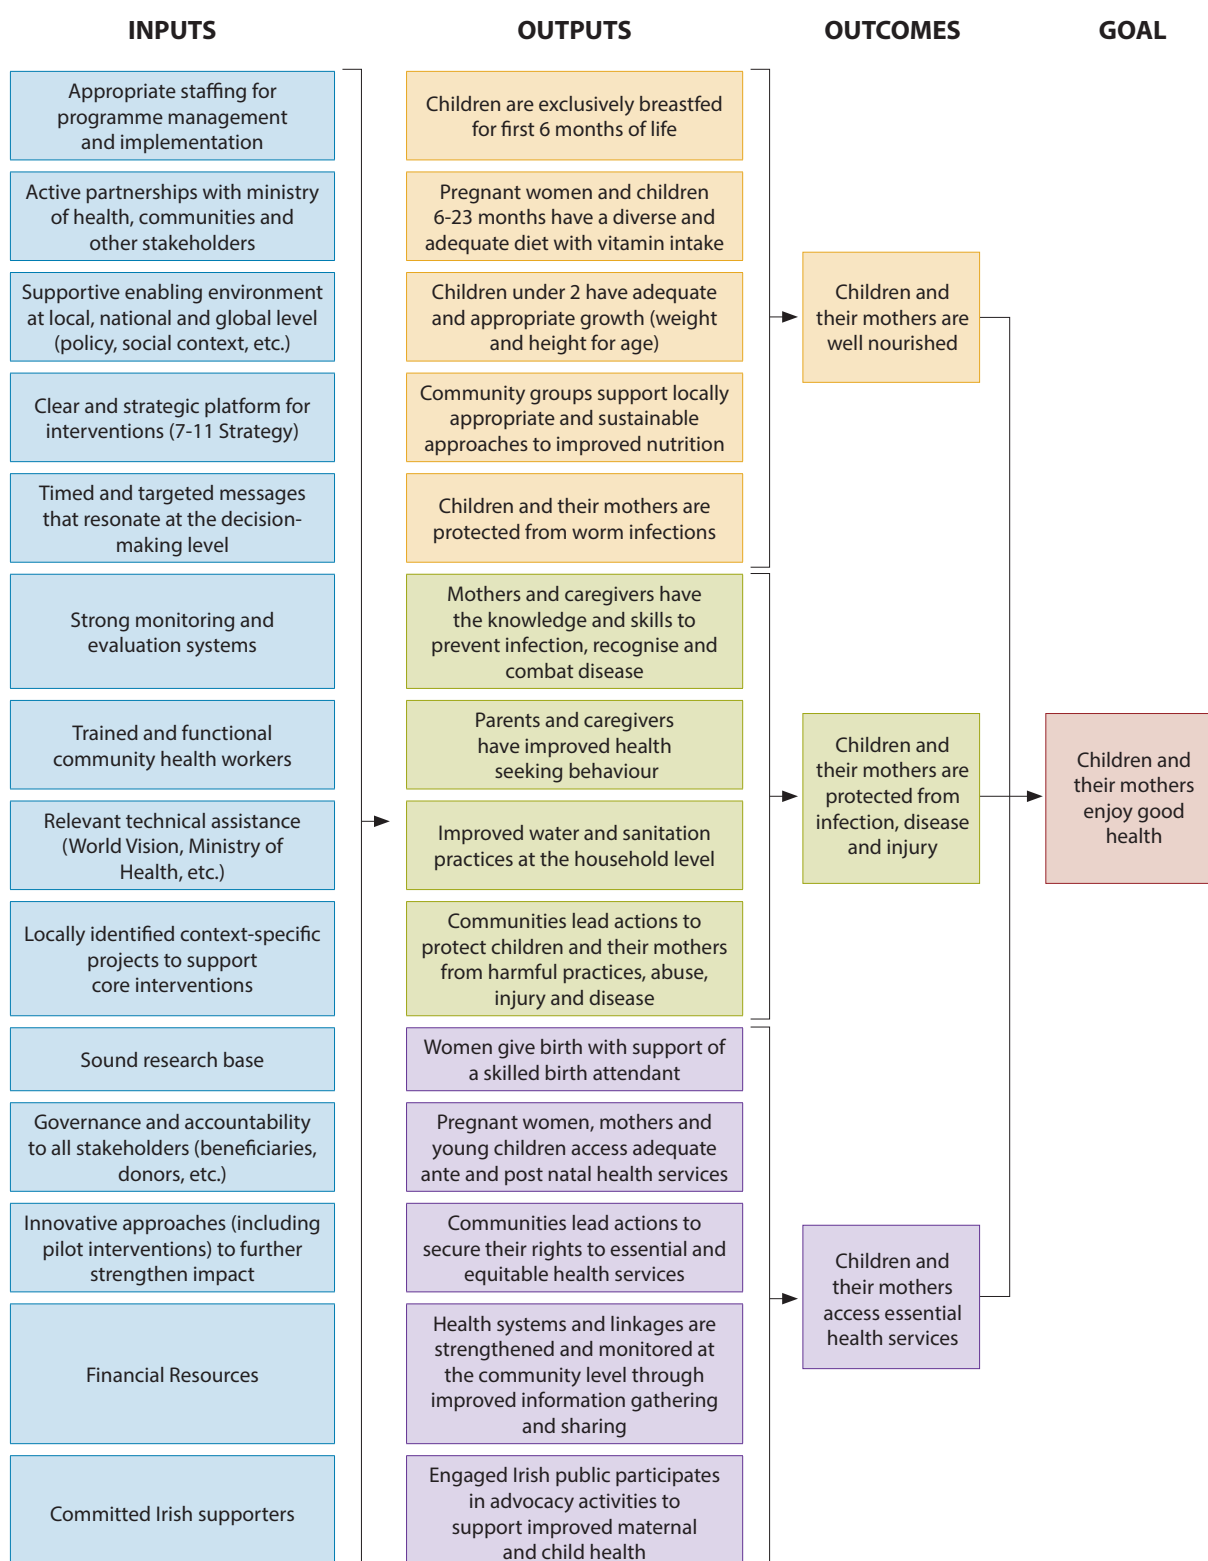 INPUTS
OUTPUTS
OUTCOMES
GOAL
Appropriate staffing for
programme management
and implementation
Active partnerships with ministry
of health, communities and
other stakeholders
Supportive enabling environment
at local, national and global level
(policy, social context, etc.)
Clear and strategic platform for
interventions (7-11 Strategy)
Timed and targeted messages
that resonate at the decision-
making level
Strong monitoring and
evaluation systems
Trained and functional
community health workers
Relevant technical assistance
(World Vision, Ministry of
Health, etc.)
Locally identified context-specific
projects to support
core interventions
Sound research base
Governance and accountability
to all stakeholders (beneficiaries,
donors, etc.)
Innovative approaches (including
pilot interventions) to further
strengthen impact
Financial Resources
Committed Irish supporters
Children are exclusively breastfed
for first 6 months of life
Pregnant women and children
6-23 months have a diverse and
adequate diet with vitamin intake
Children under 2 have adequate
and appropriate growth (weight
and height for age)
Community groups support locally
appropriate and sustainable
approaches to improved nutrition
Children and their mothers are
protected from worm infections
Mothers and caregivers have
the knowledge and skills to
prevent infection, recognise and
combat disease
Parents and caregivers
have improved health
seeking behaviour
Improved water and sanitation
practices at the household level
Communities lead actions to
protect children and their mothers
from harmful practices, abuse,
injury and disease
Women give birth with support of
a skilled birth attendant
Pregnant women, mothers and
young children access adequate
ante and post natal health services
Communities lead actions to
secure their rights to essential and
equitable health services
Health systems and linkages are
strengthened and monitored at
the community level through
improved information gathering
and sharing
Engaged Irish public participates
in advocacy activities to
support improved maternal
and child health
Children and
their mothers are
well nourished
Children and
their mothers are
protected from
infection, disease
and injury
Children and
their mothers
access essential
health services
Children and
their mothers
enjoy good
health